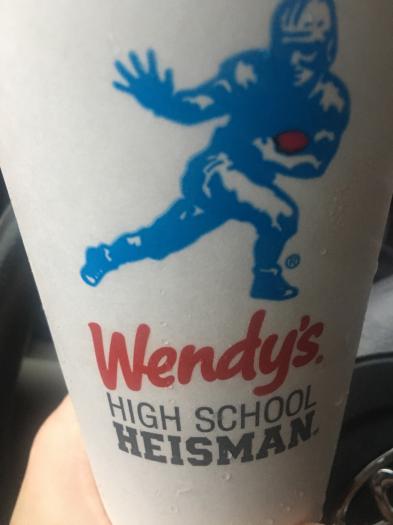 ®
Wendy's.
HIGH SCHOOL
HEISMAN.